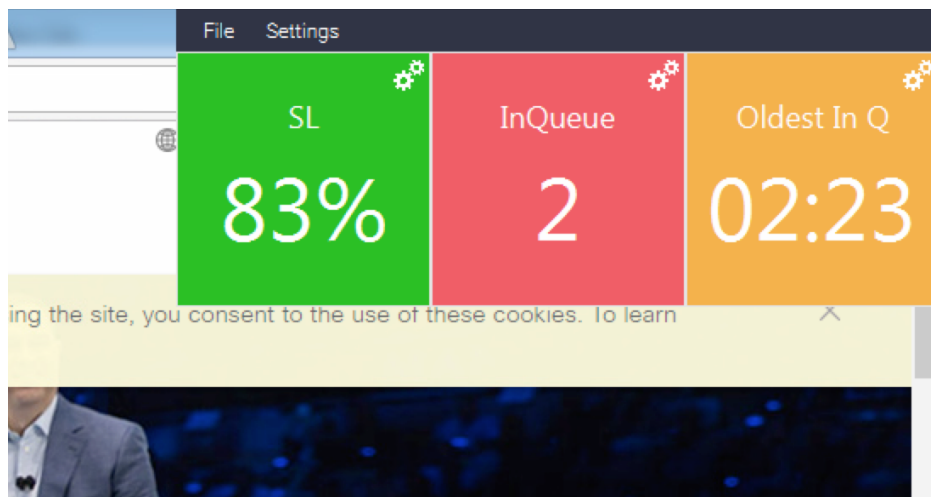 File Settings
SL
InQueue
Oldest In Q
83%
2
02:23
ing the site, you consent to the use of these cookies. To learn